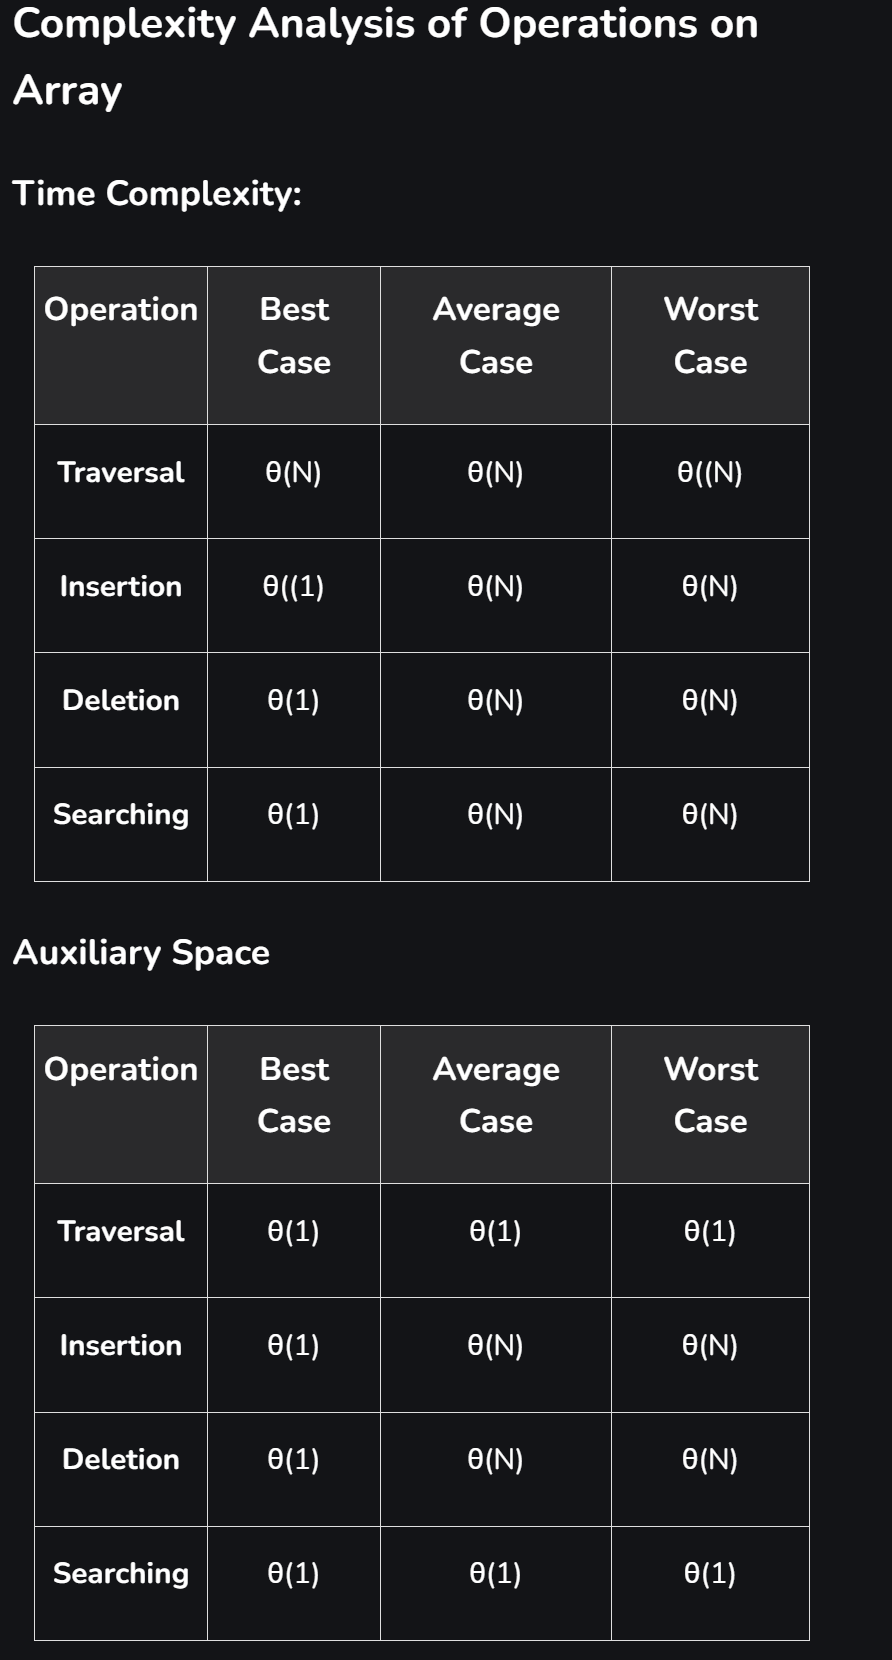 Complexity Analysis of Operations on
Array
Time Complexity:
Operation Best Case Average Case Worst Case
Traversal θ(N) θ(N) θ((N)
Insertion θ((1) θ(N) θ(N)
Deletion θ(1) θ(N) θ(N)
Searching θ(1) θ(N) θ(N)
Auxiliary Space
Operation Best Case Average Case Worst Case
Traversal θ(1) θ(1) θ(1)
Insertion θ(1) θ(N) θ(N)
Deletion θ(1) θ(N) θ(N)
Searching θ(1) θ(1) θ(1)